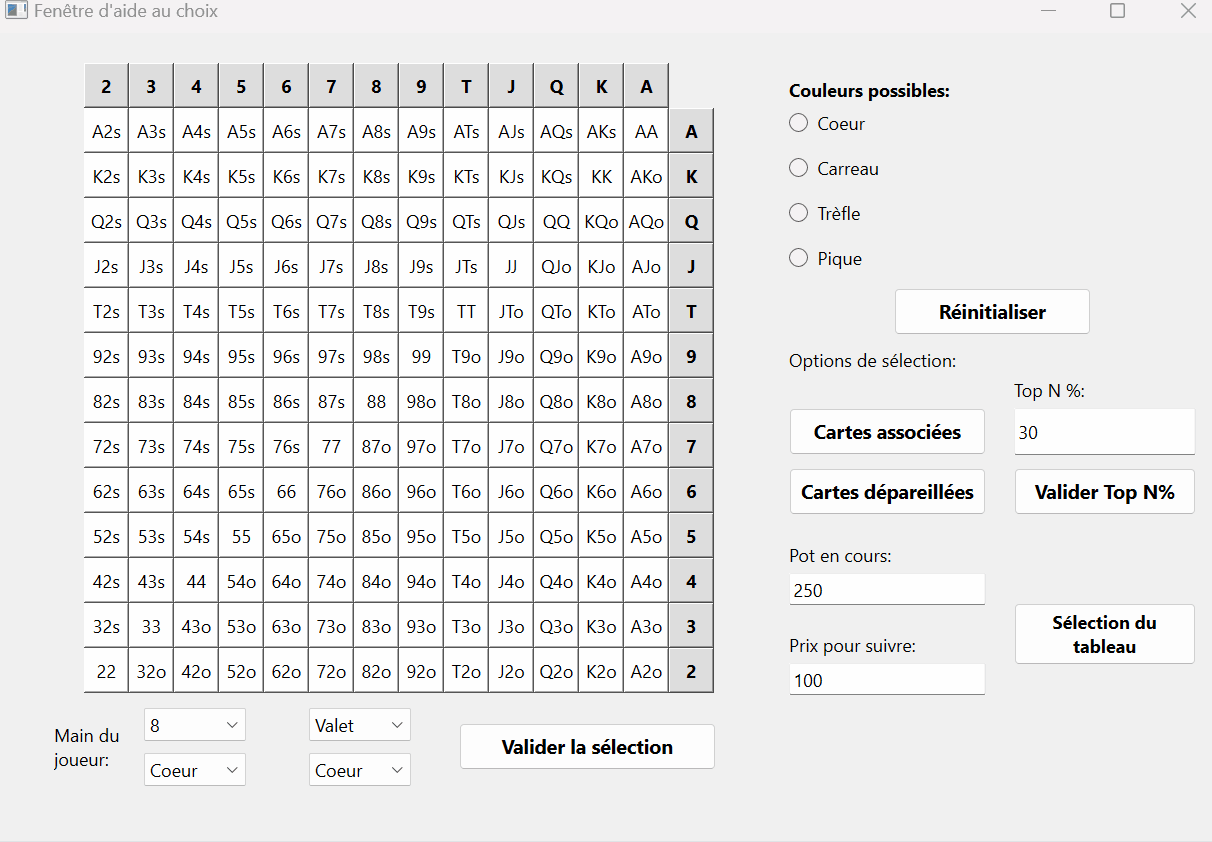 Fenêtre d'aide au choix
2 3 4 5 6 7 8 9 T J Q K A
A2s A3s A4s A5s A6s A7s A8s A9s ATs AJs AQs AKs AA A
K2s K3s K4s K5s K6s K7s K8s K9s KTs KJs KQs KK AKo K
Q2s Q3s Q4s Q5s Q6s Q7s Q8s Q9s QTs QJs QQ KQo AQo Q
J2s J3s J4s J5s J6s J7s J8s J9s JTs JJ QJo KJo AJo J
T2s T3s T4s T5s T6s T7s T8s T9s TT JTo QTo KTo ATo T
92s 93s 94s 95s 96s 97s 98s 99 T9o J9o Q9o K9o A9o 9
82s 83s 84s 85s 86s 87s 88 98o T8o J8o Q8o K8o A8o 8
72s 73s 74s 75s 76s 77 87o 97o T7o J7o Q7o K7o A7o 7
62s 63s 64s 65s 66 76o 86o 96o T6o J6o Q6o K6o A6o 6
52s 53s 54s 55 65o 75o 85o 95o T5o J5o Q5o K5o A5o 5
42s 43s 44 54o 64o 74o 84o 94o T4o J4o Q4o K4o A4o 4
32s 33 43o 53o 63o 73o 83o 93o T3o J3o Q3o K3o A3o 3
22 32o 42o 52o 62o 72o 82o 92o T2o J2o Q2o K2o A2o 2
Main du
joueur:
8
Valet
Coeur
Coeur
Valider la sélection
Couleurs possibles:
Coeur
Carreau
Trèfle
Pique
Réinitialiser
Options de sélection:
Top N %:
Cartes associées
30
Cartes dépareillées
Valider Top N%
Pot en cours:
250
Sélection du
tableau
Prix pour suivre:
100